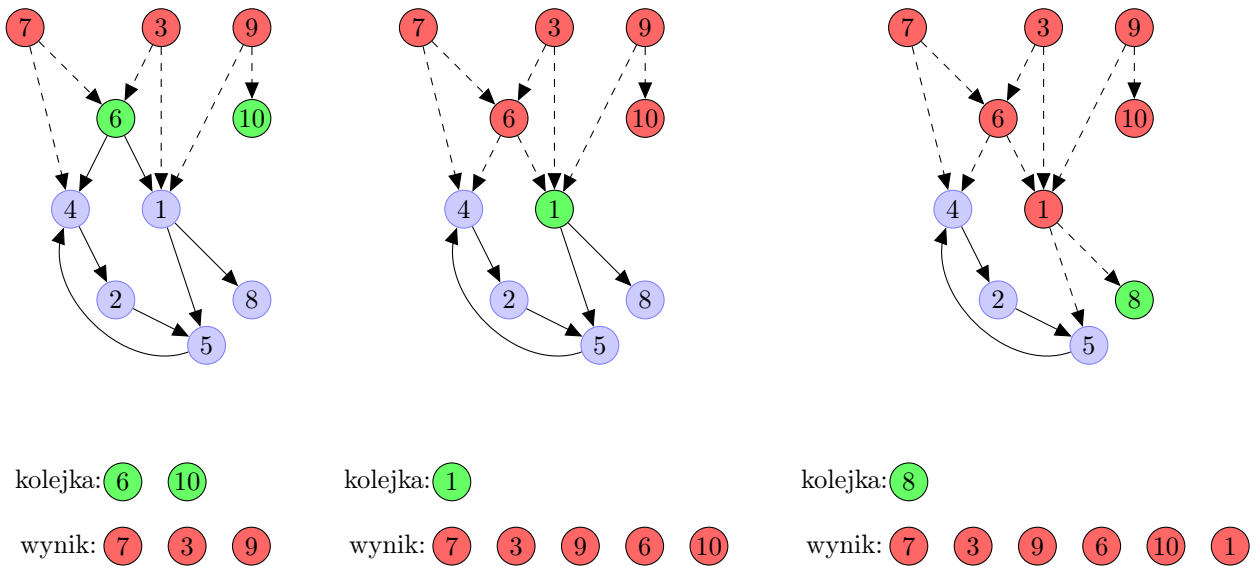 7 3 9 7 3 9 7 3 9
6 10 6 10 6 10
4 1 4 1 4 1
2 8 2 8 2 8
5 5 5
kolejka: 6 10 kolejka: 1 kolejka: 8
wynik: 7 3 9 wynik: 7 3 9 6 10 wynik: 7 3 9 6 10 1